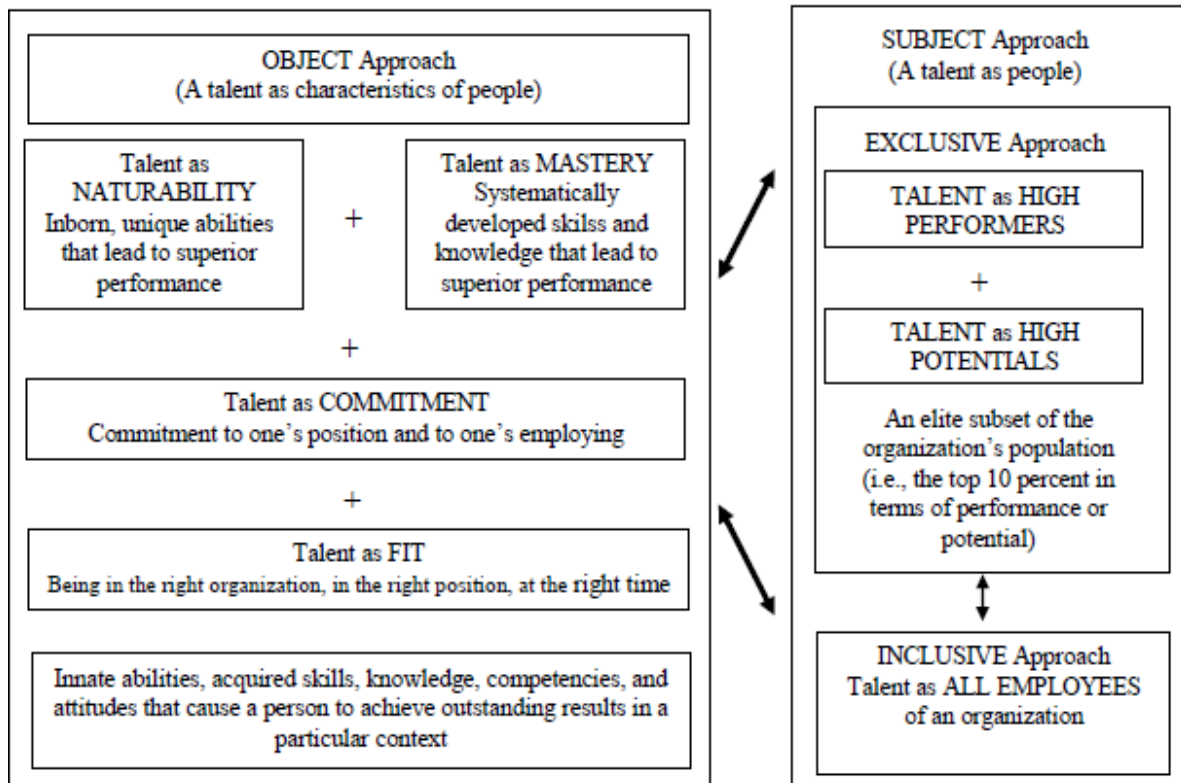 OBJECT Approach
(A talent as characteristics of people)
Talent as
NATURABILITY
Inborn, unique abilities
that lead to superior
performance
+
Talent as MASTERY
Systematically
developed skilss and
knowledge that lead to
superior performance
+
Talent as COMMITMENT
Commitment to one's position and to one's employing
+
Talent as FIT
Being in the right organization, in the right position, at the right time
Innate abilities, acquired skills, knowledge, competencies, and
attitudes that cause a person to achieve outstanding results in a
particular context
SUBJECT Approach
(A talent as people)
EXCLUSIVE Approach
TALENT as HIGH
PERFORMERS
+
TALENT as HIGH
POTENTIALS
An elite subset of the
organization's population
(i.e., the top 10 percent in
terms of performance or
potential)
INCLUSIVE Approach
Talent as ALL EMPLOYEES
of an organization